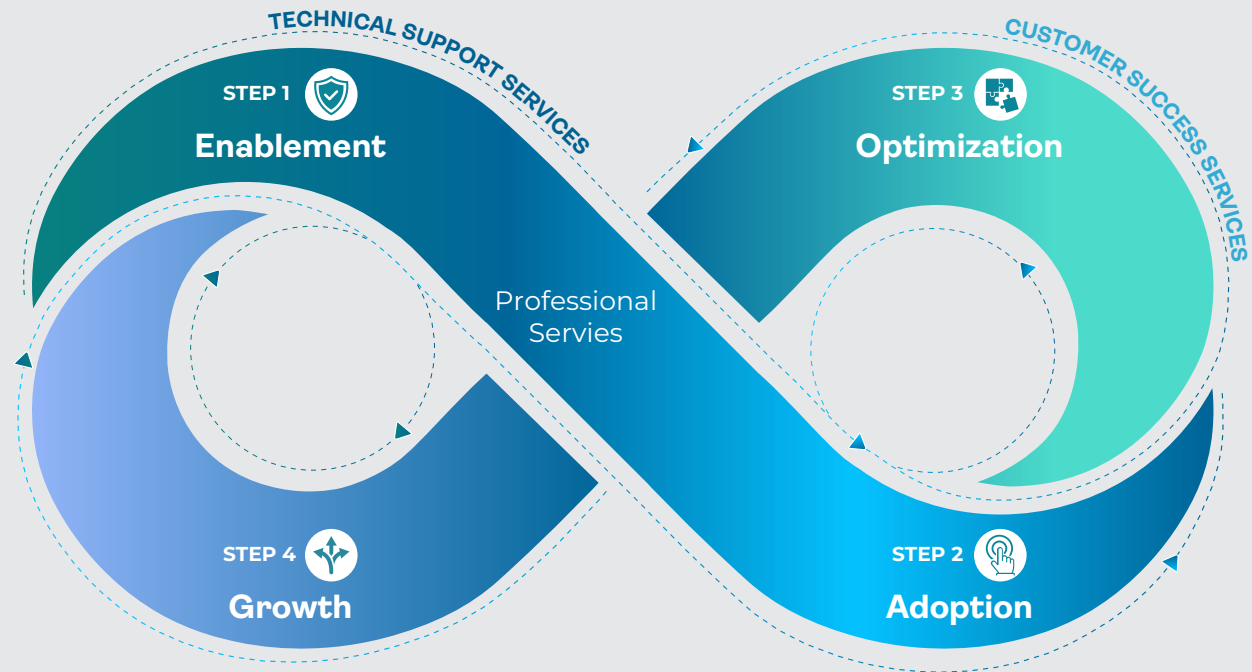 TECHNICAL SUPPORT SERVICES
CUSTOMER SUCCESS SERVICES
STEP 1
Enablement
STEP 3
Optimization
Professional
Servies
STEP 4
Growth
STEP 2
Adoption